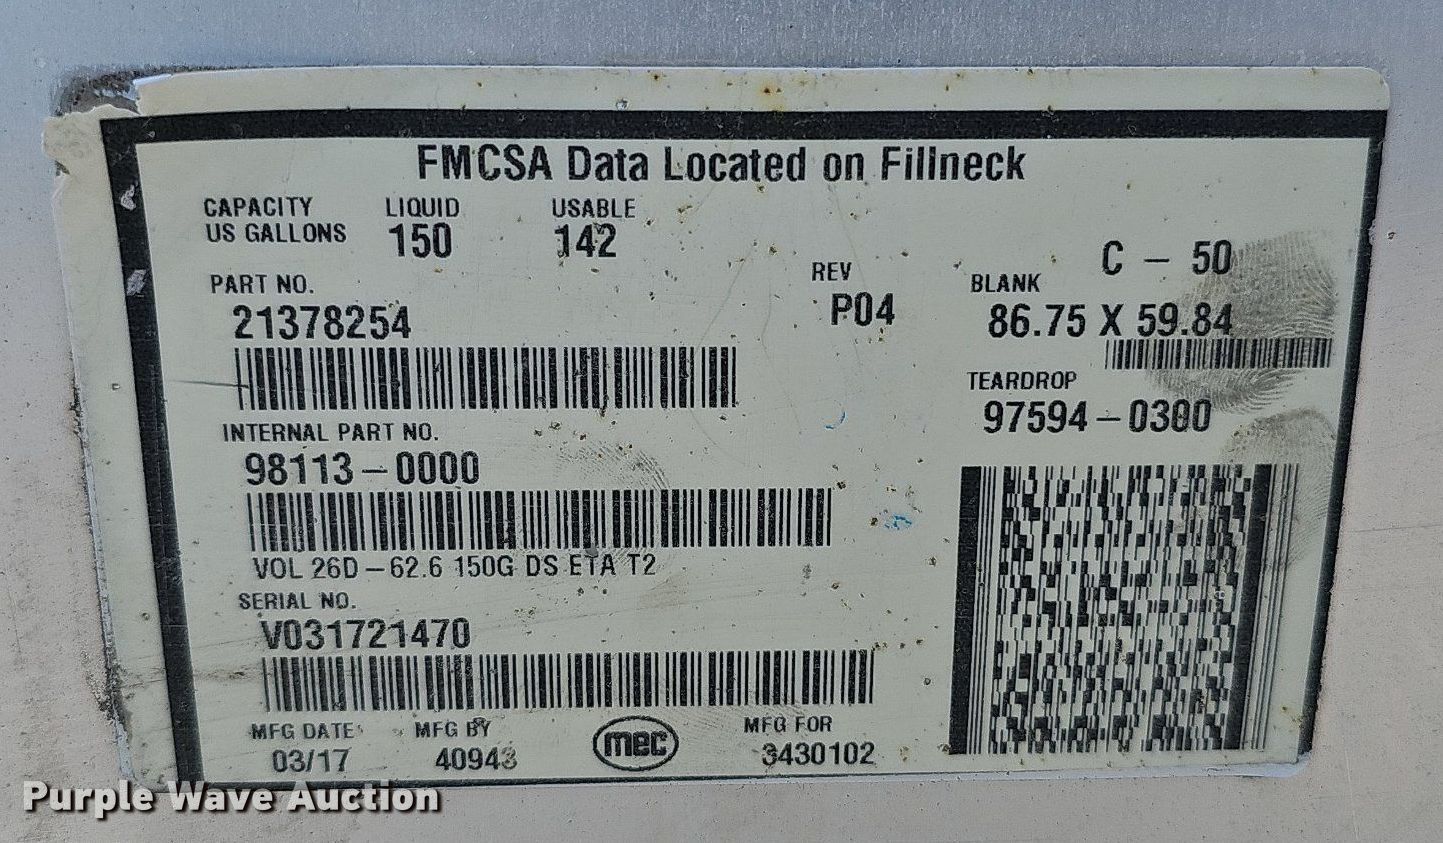 FMCSA Data Located on Fillneck
CAPACITY US GALLONS
LIQUID 150
USABLE 142
PART NO.
21378254
REV
P04
C - 50
BLANK
86.75 X 59.84
TEARDROP
97594-0300
INTERNAL PART NO.
98113-0000
VOL 26D-62.6 150G DS ETA T2
SERIAL NO.
V031721470
MFG DATE
03/17
MFG BY
40943
mec
MFG FOR
3430102
Purple Wave Auction